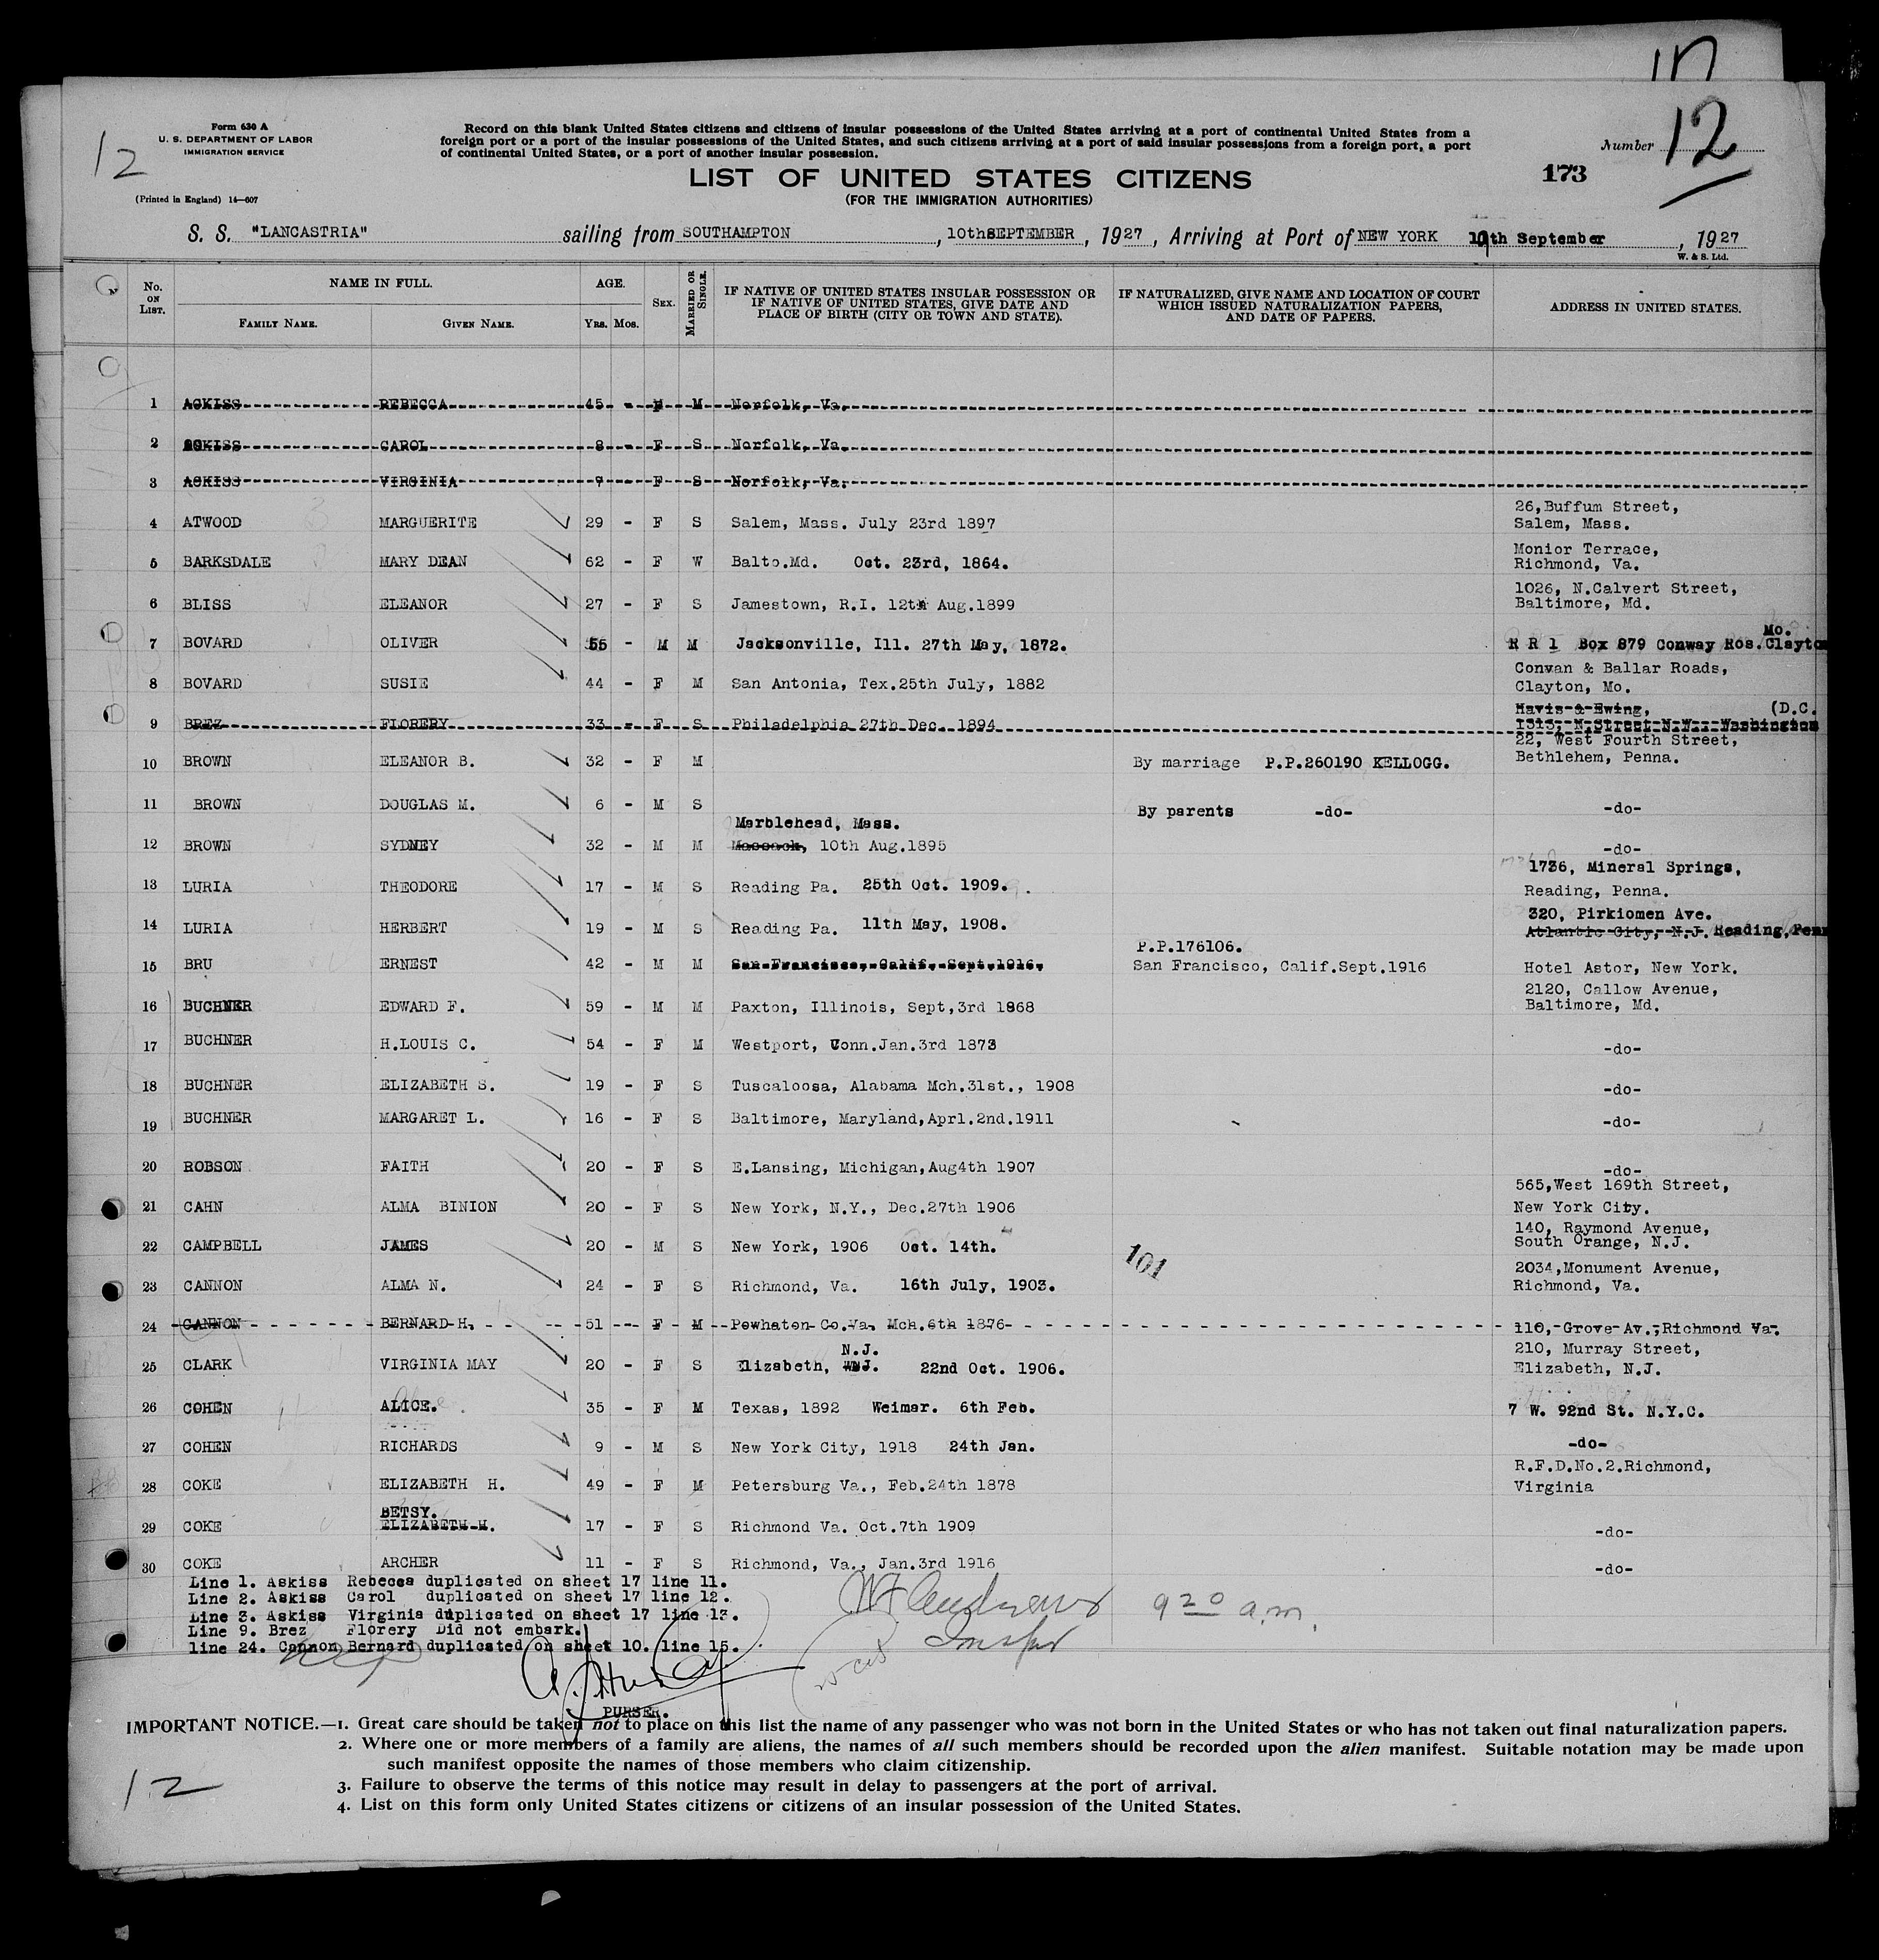 12
Form 630 A
U. S. DEPARTMENT OF LABOR
IMMIGRATION SERVICE
(Printed in England) 14—607
Record on this blank United States citizens and citizens of insular possessions of the United States arriving at a port of continental United States from a
foreign port or a port of the insular possessions of the United States, and such citizens arriving at a port of said insular possessions from a foreign port, a port
of continental United States, or a port of another insular possession.
Number 12
173
LIST OF UNITED STATES CITIZENS
(FOR THE IMMIGRATION AUTHORITIES)
S. S. "LANCASTRIA" sailing from SOUTHAMPTON, 10th SEPTEMBER, 1927, Arriving at Port of NEW YORK 19th September, 1927
W. & S. Ltd.
No. ON LIST. NAME IN FULL. FAMILY NAME. GIVEN NAME. AGE. YRS. MOS. SEX. MARRIED OR SINGLE. IF NATIVE OF UNITED STATES INSULAR POSSESSION OR IF NATIVE OF UNITED STATES, GIVE DATE AND PLACE OF BIRTH (CITY OR TOWN AND STATE). IF NATURALIZED, GIVE NAME AND LOCATION OF COURT WHICH ISSUED NATURALIZATION PAPERS, AND DATE OF PAPERS. ADDRESS IN UNITED STATES.
1 ASKISS REBECCA 45 - M Norfolk, Va.
2 ASKISS CAROL 8 - F S Norfolk, Va.
3 ASKISS VIRGINIA 7 - F S Norfolk, Va.
4 ATWOOD MARGUERITE 29 - F S Salem, Mass. July 23rd 1897 26,Buffum Street, Salem, Mass.
5 BARKSDALE MARY DEAN 62 - F W Balto.Md. Oct. 23rd, 1864. Monior Terrace, Richmond, Va.
6 BLISS ELEANOR 27 - F S Jamestown, R.I. 12th Aug.1899 1026, N.Calvert Street, Baltimore, Md.
7 BOVARD OLIVER 55 - M M Jacksonville, Ill. 27th May, 1872. R R 1 Box 879 Conway Ros. Clayton Mo.
8 BOVARD SUSIE 44 - F M San Antonia, Tex.25th July, 1882 Convan & Ballar Roads, Clayton, Mo.
9 BREZ FLORERY 33 - F S Philadelphia 27th Dec. 1894 Mavis & Ewing, 1313, N.Street N.W., Washington (D.C.
10 BROWN ELEANOR B. 32 - F M By marriage P.P.260190 KELLOGG. 22, West Fourth Street, Bethlehem, Penna.
11 BROWN DOUGLAS M. 6 - M S By parents -do- -do-
12 BROWN SYDNEY 32 - M M Marblehead, Mass. 10th Aug.1895 -do-
13 LURIA THEODORE 17 - M S Reading Pa. 25th Oct. 1909. 1736, Mineral Springs, Reading, Penna.
14 LURIA HERBERT 19 - M S Reading Pa. 11th May, 1908. 320, Pirkiomen Ave. Atlantic City, N.J. Reading, Penn
15 BRU ERNEST 42 - M M San Francisco, Calif, Sept,1916, P.P.176106. San Francisco, Calif.Sept.1916 Hotel Astor, New York.
16 BUCHNER EDWARD F. 59 - M M Paxton, Illinois, Sept,3rd 1868 2120, Callow Avenue, Baltimore, Md.
17 BUCHNER H.LOUIS C. 54 - F M Westport, Conn.Jan.3rd 1873 -do-
18 BUCHNER ELIZABETH S. 19 - F S Tuscaloosa, Alabama Mch.31st., 1908 -do-
19 BUCHNER MARGARET L. 16 - F S Baltimore, Maryland,Aprl.2nd.1911 -do-
20 ROBSON FAITH 20 - F S E.Lansing, Michigan,Aug4th 1907 -do-
21 CAHN ALMA BINION 20 - F S New York, N.Y., Dec.27th 1906 565,West 169th Street, New York City.
22 CAMPBELL JAMES 20 - M S New York, 1906 Oct. 14th. 101 140, Raymond Avenue, South Orange, N.J.
23 CANNON ALMA N. 24 - F S Richmond, Va. 16th July, 1903. 2034,Monument Avenue, Richmond, Va.
24 CANNON BERNARD H. 51 - F M Powhaten Co.Va. Mch.6th 1876 110, Grove Av.,Richmond Va.
25 CLARK VIRGINIA MAY 20 - F S Elizabeth, N.J. 22nd Oct. 1906. 210, Murray Street, Elizabeth, N.J.
26 COHEN ALICE. 35 - F M Texas, 1892 Weimar. 6th Feb. 7 W. 92nd St. N.Y.C.
27 COHEN RICHARDS 9 - M S New York City, 1918 24th Jan. -do-
28 COKE ELIZABETH H. 49 - F M Petersburg Va., Feb.24th 1878 R.F.D.No.2.Richmond, Virginia
29 COKE BETSY. ELIZABETH H. 17 - F S Richmond Va. Oct.7th 1909 -do-
30 COKE ARCHER 11 - F S Richmond, Va., Jan.3rd 1916 -do-
Line 1. Askiss Rebecca duplicated on sheet 17 line 11.
Line 2. Askiss Carol duplicated on sheet 17 line 12.
Line 3. Askiss Virginia duplicated on sheet 17 line 13.
Line 9. Brez Florery Did not embark.
line 24. Cannon Bernard duplicated on sheet 10. line 15.
W Andrews
Inspr
9 20 a.m.
PURSER.
IMPORTANT NOTICE.—1. Great care should be taken not to place on this list the name of any passenger who was not born in the United States or who has not taken out final naturalization papers.
2. Where one or more members of a family are aliens, the names of all such members should be recorded upon the alien manifest. Suitable notation may be made upon
such manifest opposite the names of those members who claim citizenship.
3. Failure to observe the terms of this notice may result in delay to passengers at the port of arrival.
4. List on this form only United States citizens or citizens of an insular possession of the United States.
12